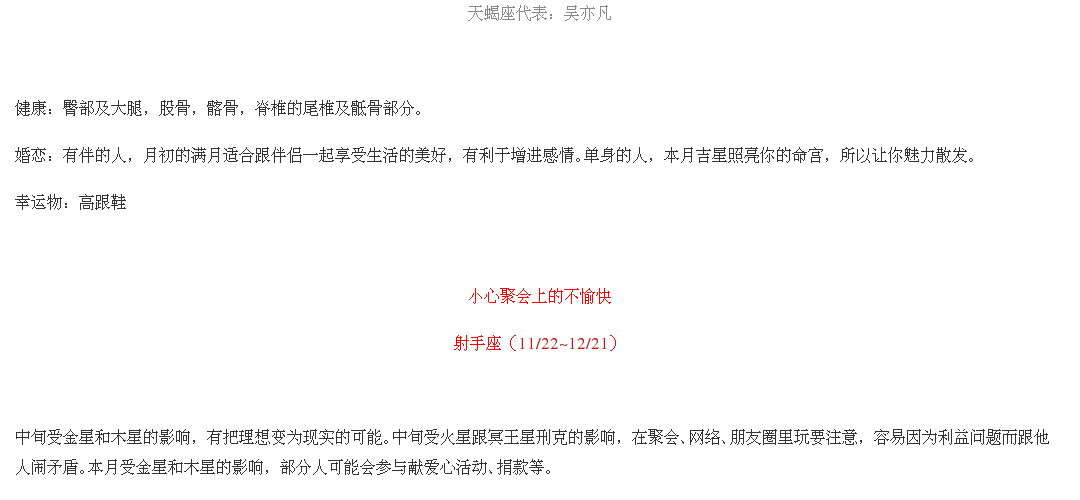 天蝎座代表：吴亦凡
健康：臀部及大腿，股骨，髂骨，脊椎的尾椎及骶骨部分。
婚恋：有伴的人，月初的满月适合跟伴侣一起享受生活的美好，有利于增进感情。单身的人，本月吉星照亮你的命宫，所以让你魅力散发。
幸运物：高跟鞋
小心聚会上的不愉快
射手座（11/22~12/21）
中旬受金星和木星的影响，有把理想变为现实的可能。中旬受火星跟冥王星刑克的影响，在聚会、网络、朋友圈里玩要注意，容易因为利益问题而跟他
人闹矛盾。本月受金星和木星的影响，部分人可能会参与献爱心活动、捐款等。